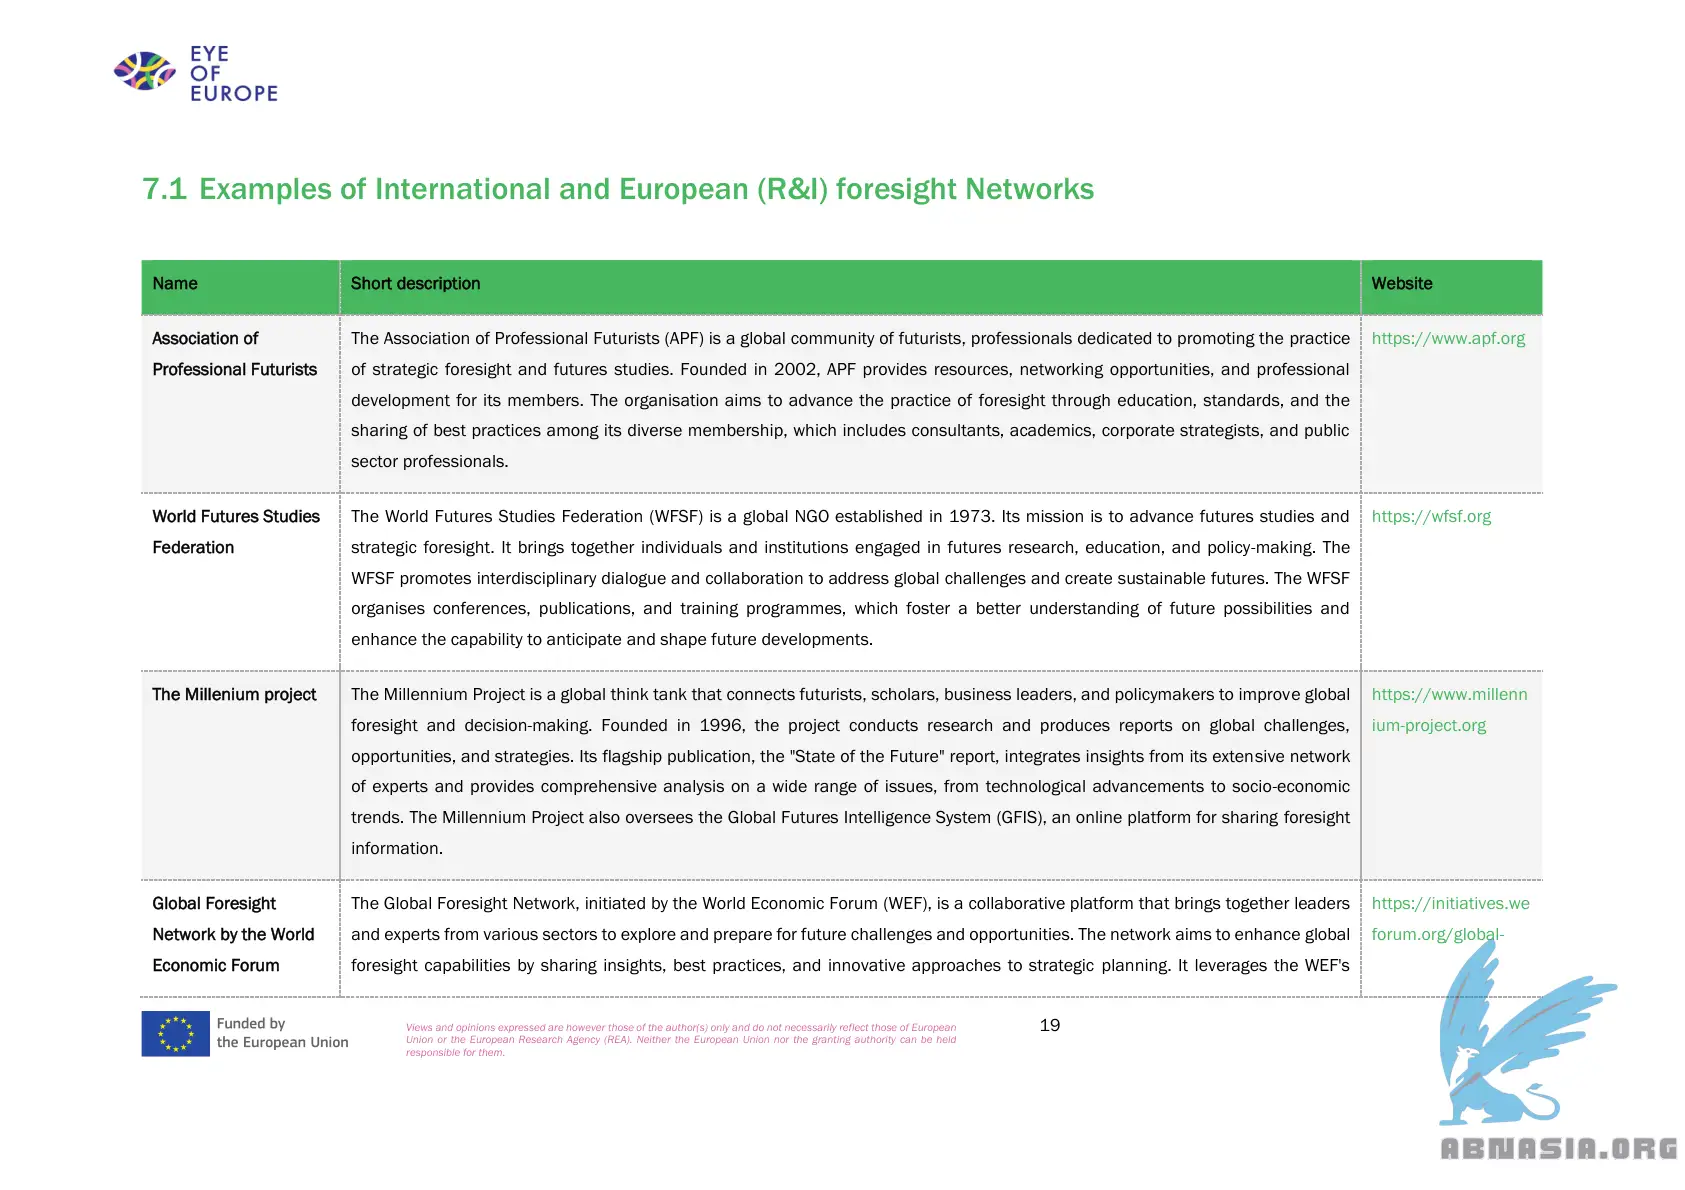 EYE
OF
EUROPE
7.1 Examples of International and European (R&I) foresight Networks
Name
Short description
Website
Association of
Professional Futurists
The Association of Professional Futurists (APF) is a global community of futurists, professionals dedicated to promoting the practice
of strategic foresight and futures studies. Founded in 2002, APF provides resources, networking opportunities, and professional
development for its members. The organisation aims to advance the practice of foresight through education, standards, and the
sharing of best practices among its diverse membership, which includes consultants, academics, corporate strategists, and public
sector professionals.
https://www.apf.org
World Futures Studies
Federation
The World Futures Studies Federation (WFSF) is a global NGO established in 1973. Its mission is to advance futures studies and
strategic foresight. It brings together individuals and institutions engaged in futures research, education, and policy-making. The
WFSF promotes interdisciplinary dialogue and collaboration to address global challenges and create sustainable futures. The WFSF
organises conferences, publications, and training programmes, which foster a better understanding of future possibilities and
enhance the capability to anticipate and shape future developments.
https://wfsf.org
The Millenium project
The Millennium Project is a global think tank that connects futurists, scholars, business leaders, and policymakers to improve global
foresight and decision-making. Founded in 1996, the project conducts research and produces reports on global challenges,
opportunities, and strategies. Its flagship publication, the "State of the Future" report, integrates insights from its extensive network
of experts and provides comprehensive analysis on a wide range of issues, from technological advancements to socio-economic
trends. The Millennium Project also oversees the Global Futures Intelligence System (GFIS), an online platform for sharing foresight
information.
https://www.millenn
ium-project.org
Global Foresight
Network by the World
Economic Forum
The Global Foresight Network, initiated by the World Economic Forum (WEF), is a collaborative platform that brings together leaders
and experts from various sectors to explore and prepare for future challenges and opportunities. The network aims to enhance global
foresight capabilities by sharing insights, best practices, and innovative approaches to strategic planning. It leverages the WEF's
https://initiatives.we
forum.org/global-
Funded by
the European Union
Views and opinions expressed are however those of the author(s) only and do not necessarily reflect those of European
Union or the European Research Agency (REA). Neither the European Union nor the granting authority can be held
responsible for them.
19
ABNASIA.ORG